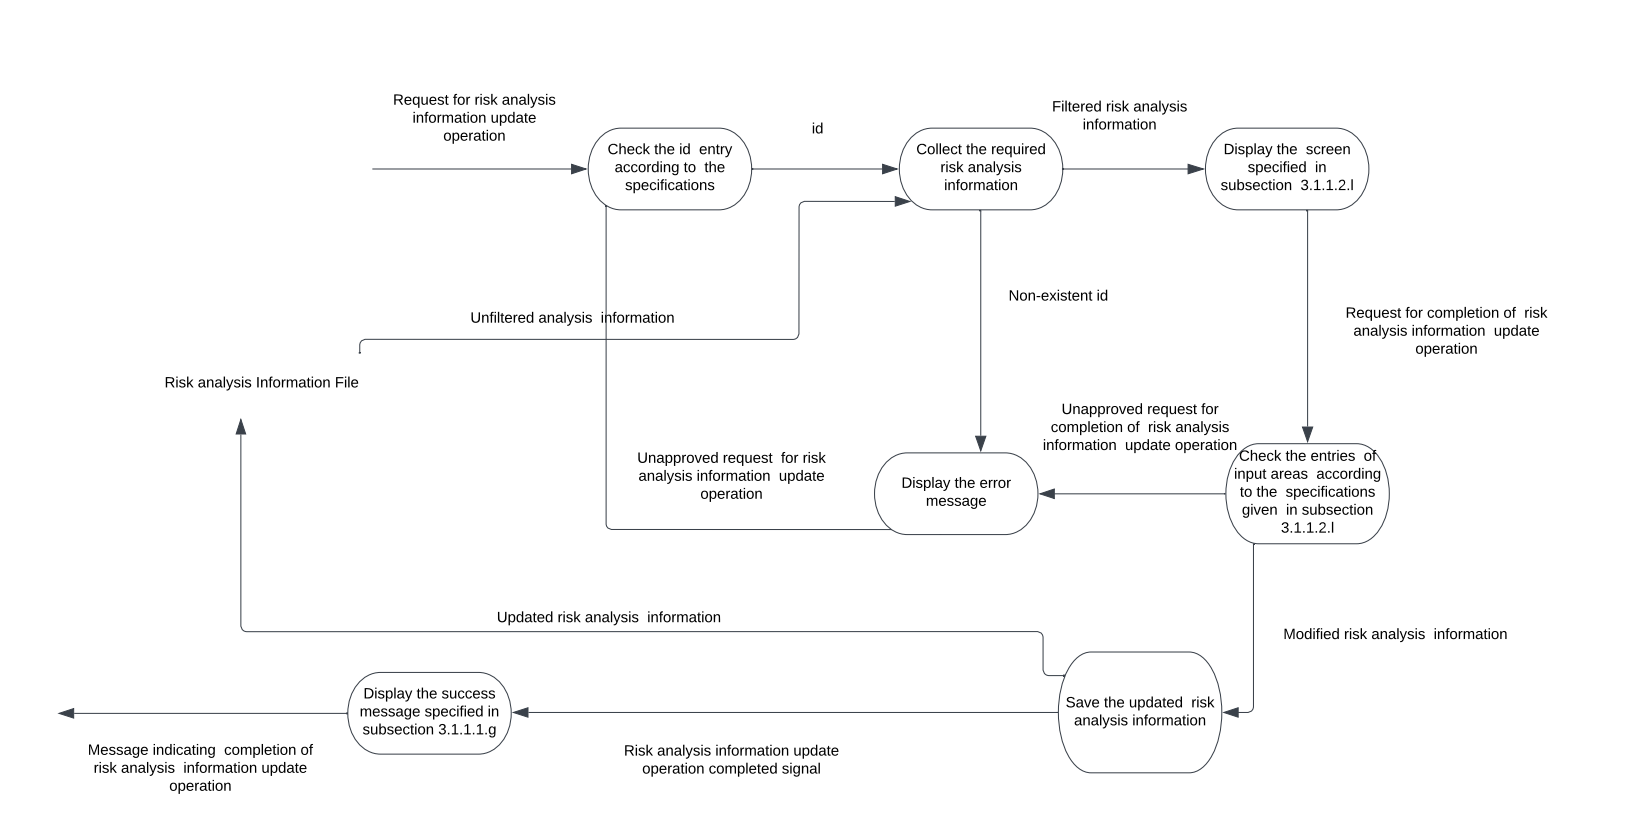 Request for risk analysis
information update
operation
Check the id entry
according to the
specifications
id
Collect the required
risk analysis
information
Filtered risk analysis
information
Display the screen
specified in
subsection 3.1.1.2.l
Non-existent id
Unfiltered analysis information
Request for completion of risk
analysis information update
operation
Risk analysis Information File
Unapproved request for
completion of risk analysis
information update operation
Unapproved request for risk
analysis information update
operation
Display the error
message
Check the entries of
input areas according
to the specifications
given in subsection
3.1.1.2.l
Updated risk analysis information
Modified risk analysis information
Display the success
message specified in
subsection 3.1.1.1.g
Save the updated risk
analysis information
Message indicating completion of
risk analysis information update
operation
Risk analysis information update
operation completed signal